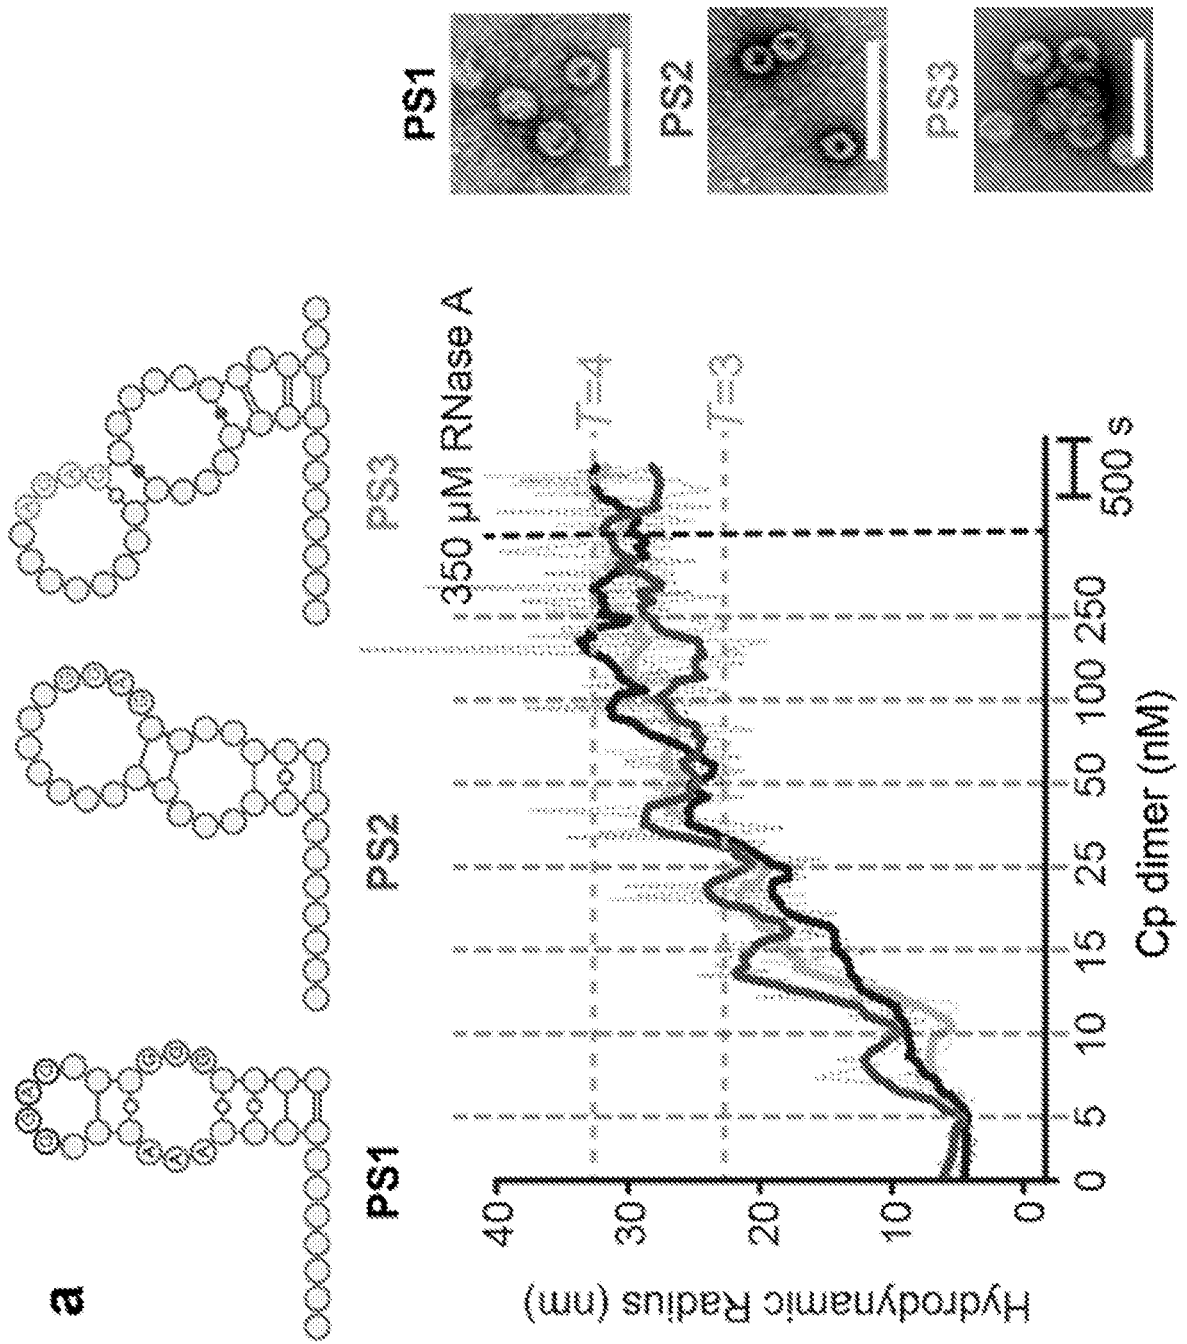 a
PS1
PS2
PS3
350 µM RNase A
T=4
T=3
40
30
20
10
0
Hydrodynamic Radius (nm)
0
5
10
15
25
50
100
250
500 s
Cp dimer (nM)
PS1
PS2
PS3